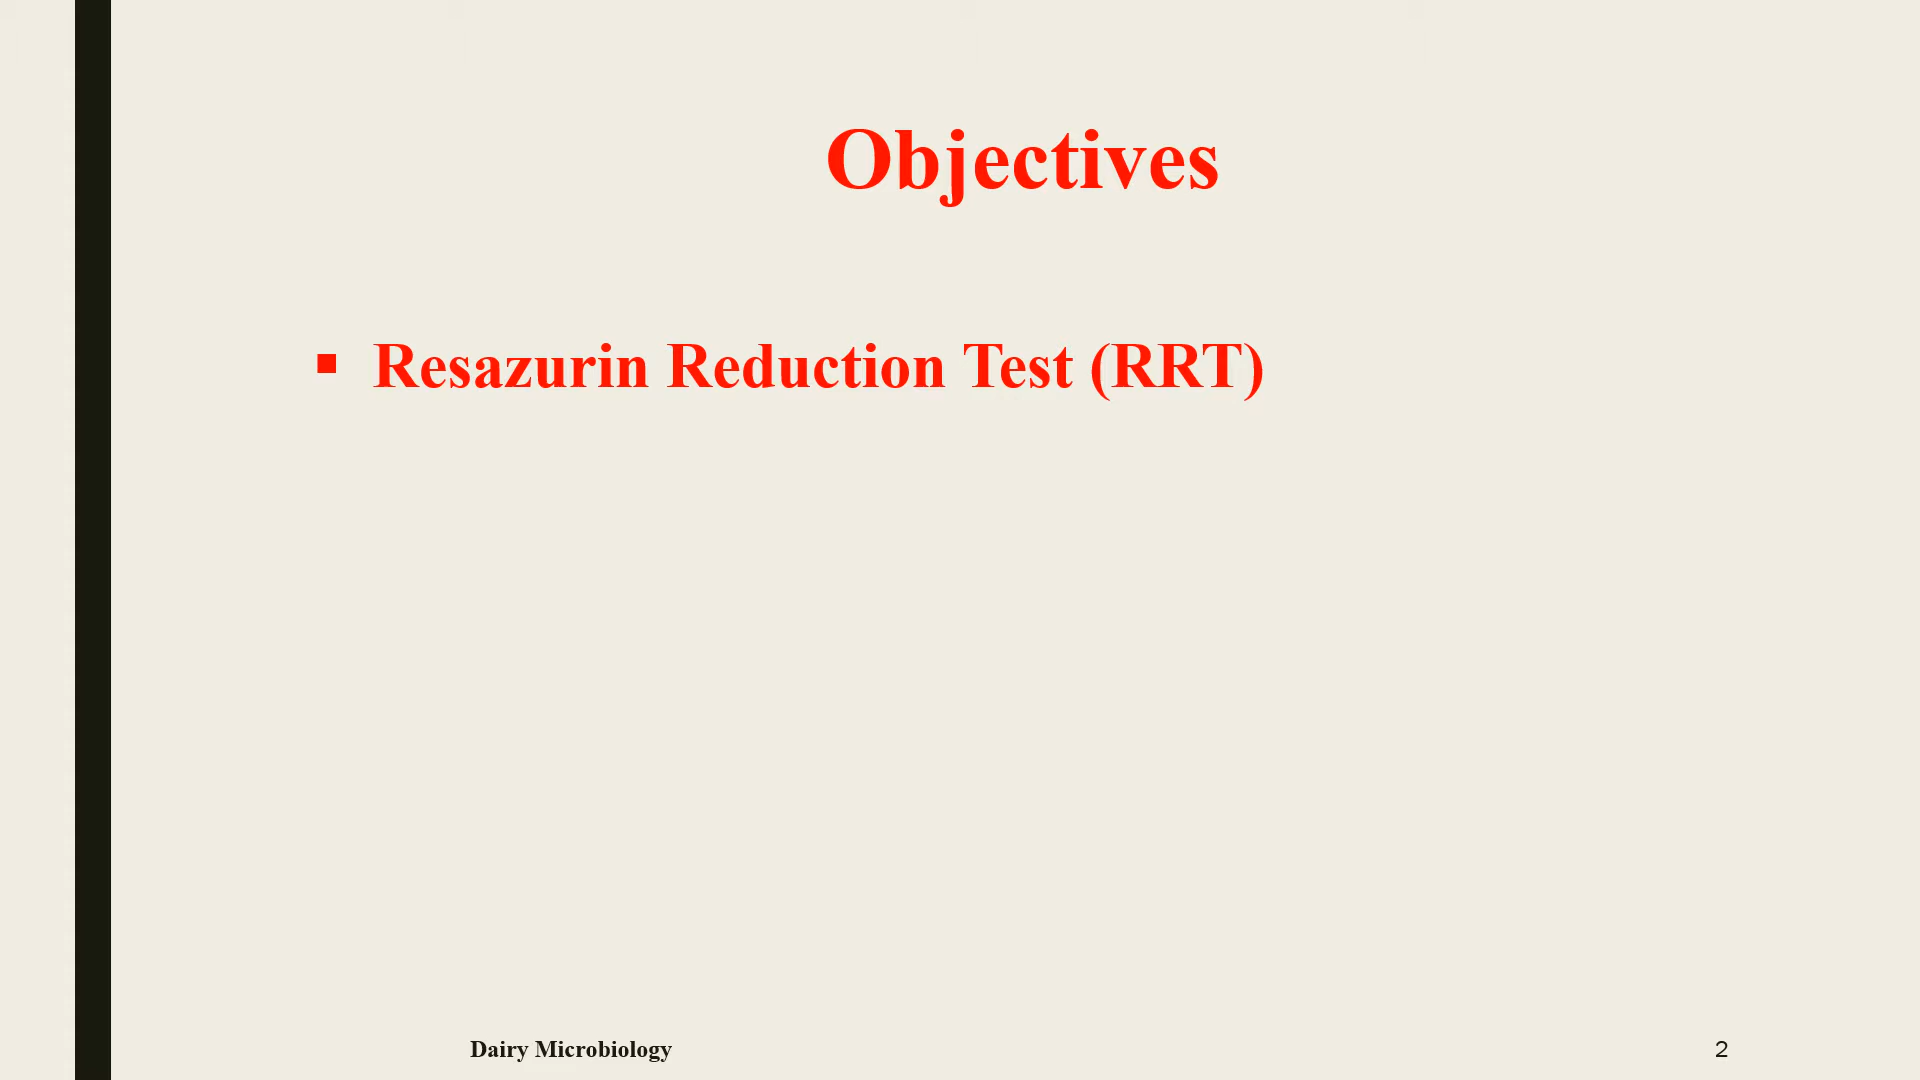 Objectives
▪ Resazurin Reduction Test (RRT)
Dairy Microbiology
2